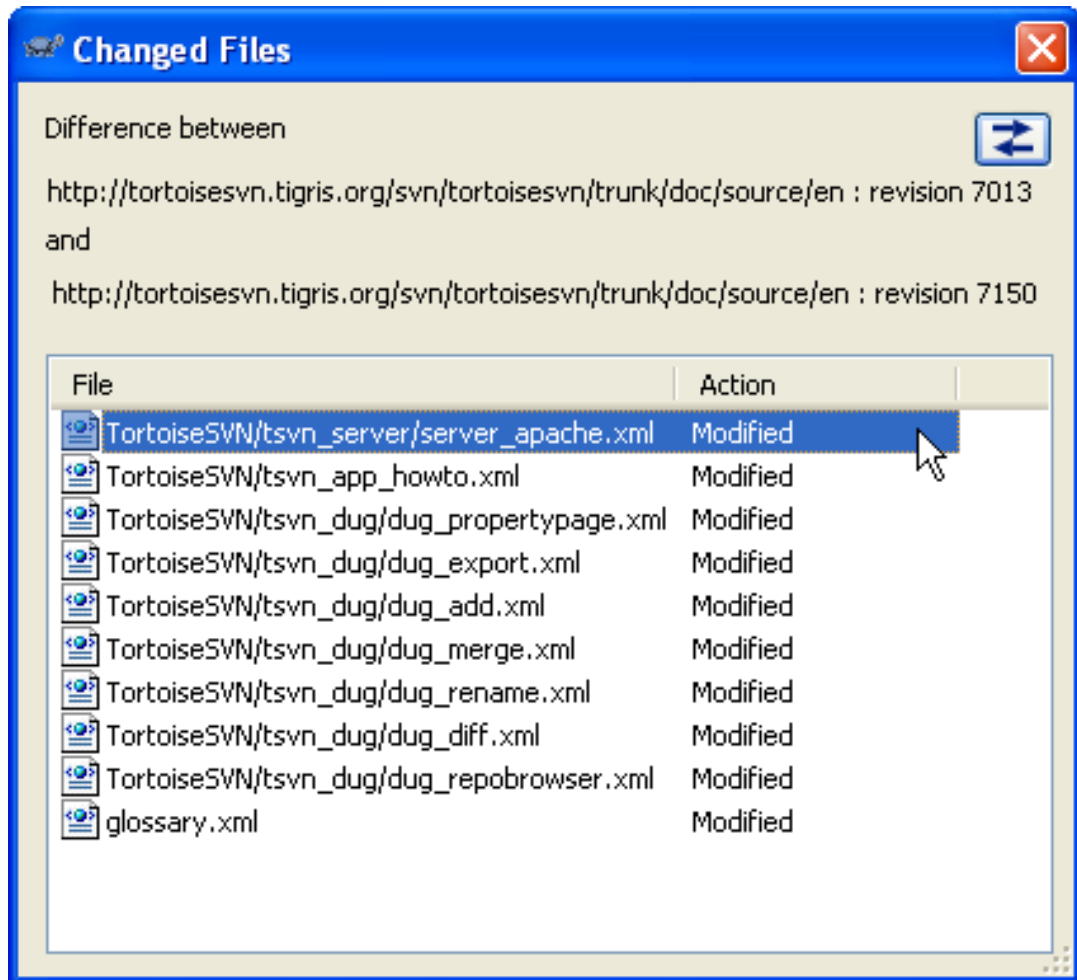 Changed Files
Difference between
http://tortoisesvn.tigris.org/svn/tortoisesvn/trunk/doc/source/en : revision 7013
and
http://tortoisesvn.tigris.org/svn/tortoisesvn/trunk/doc/source/en : revision 7150
File Action
TortoiseSVN/tsvn_server/server_apache.xml Modified
TortoiseSVN/tsvn_app_howto.xml Modified
TortoiseSVN/tsvn_dug/dug_propertypage.xml Modified
TortoiseSVN/tsvn_dug/dug_export.xml Modified
TortoiseSVN/tsvn_dug/dug_add.xml Modified
TortoiseSVN/tsvn_dug/dug_merge.xml Modified
TortoiseSVN/tsvn_dug/dug_rename.xml Modified
TortoiseSVN/tsvn_dug/dug_diff.xml Modified
TortoiseSVN/tsvn_dug/dug_repobrowser.xml Modified
glossary.xml Modified